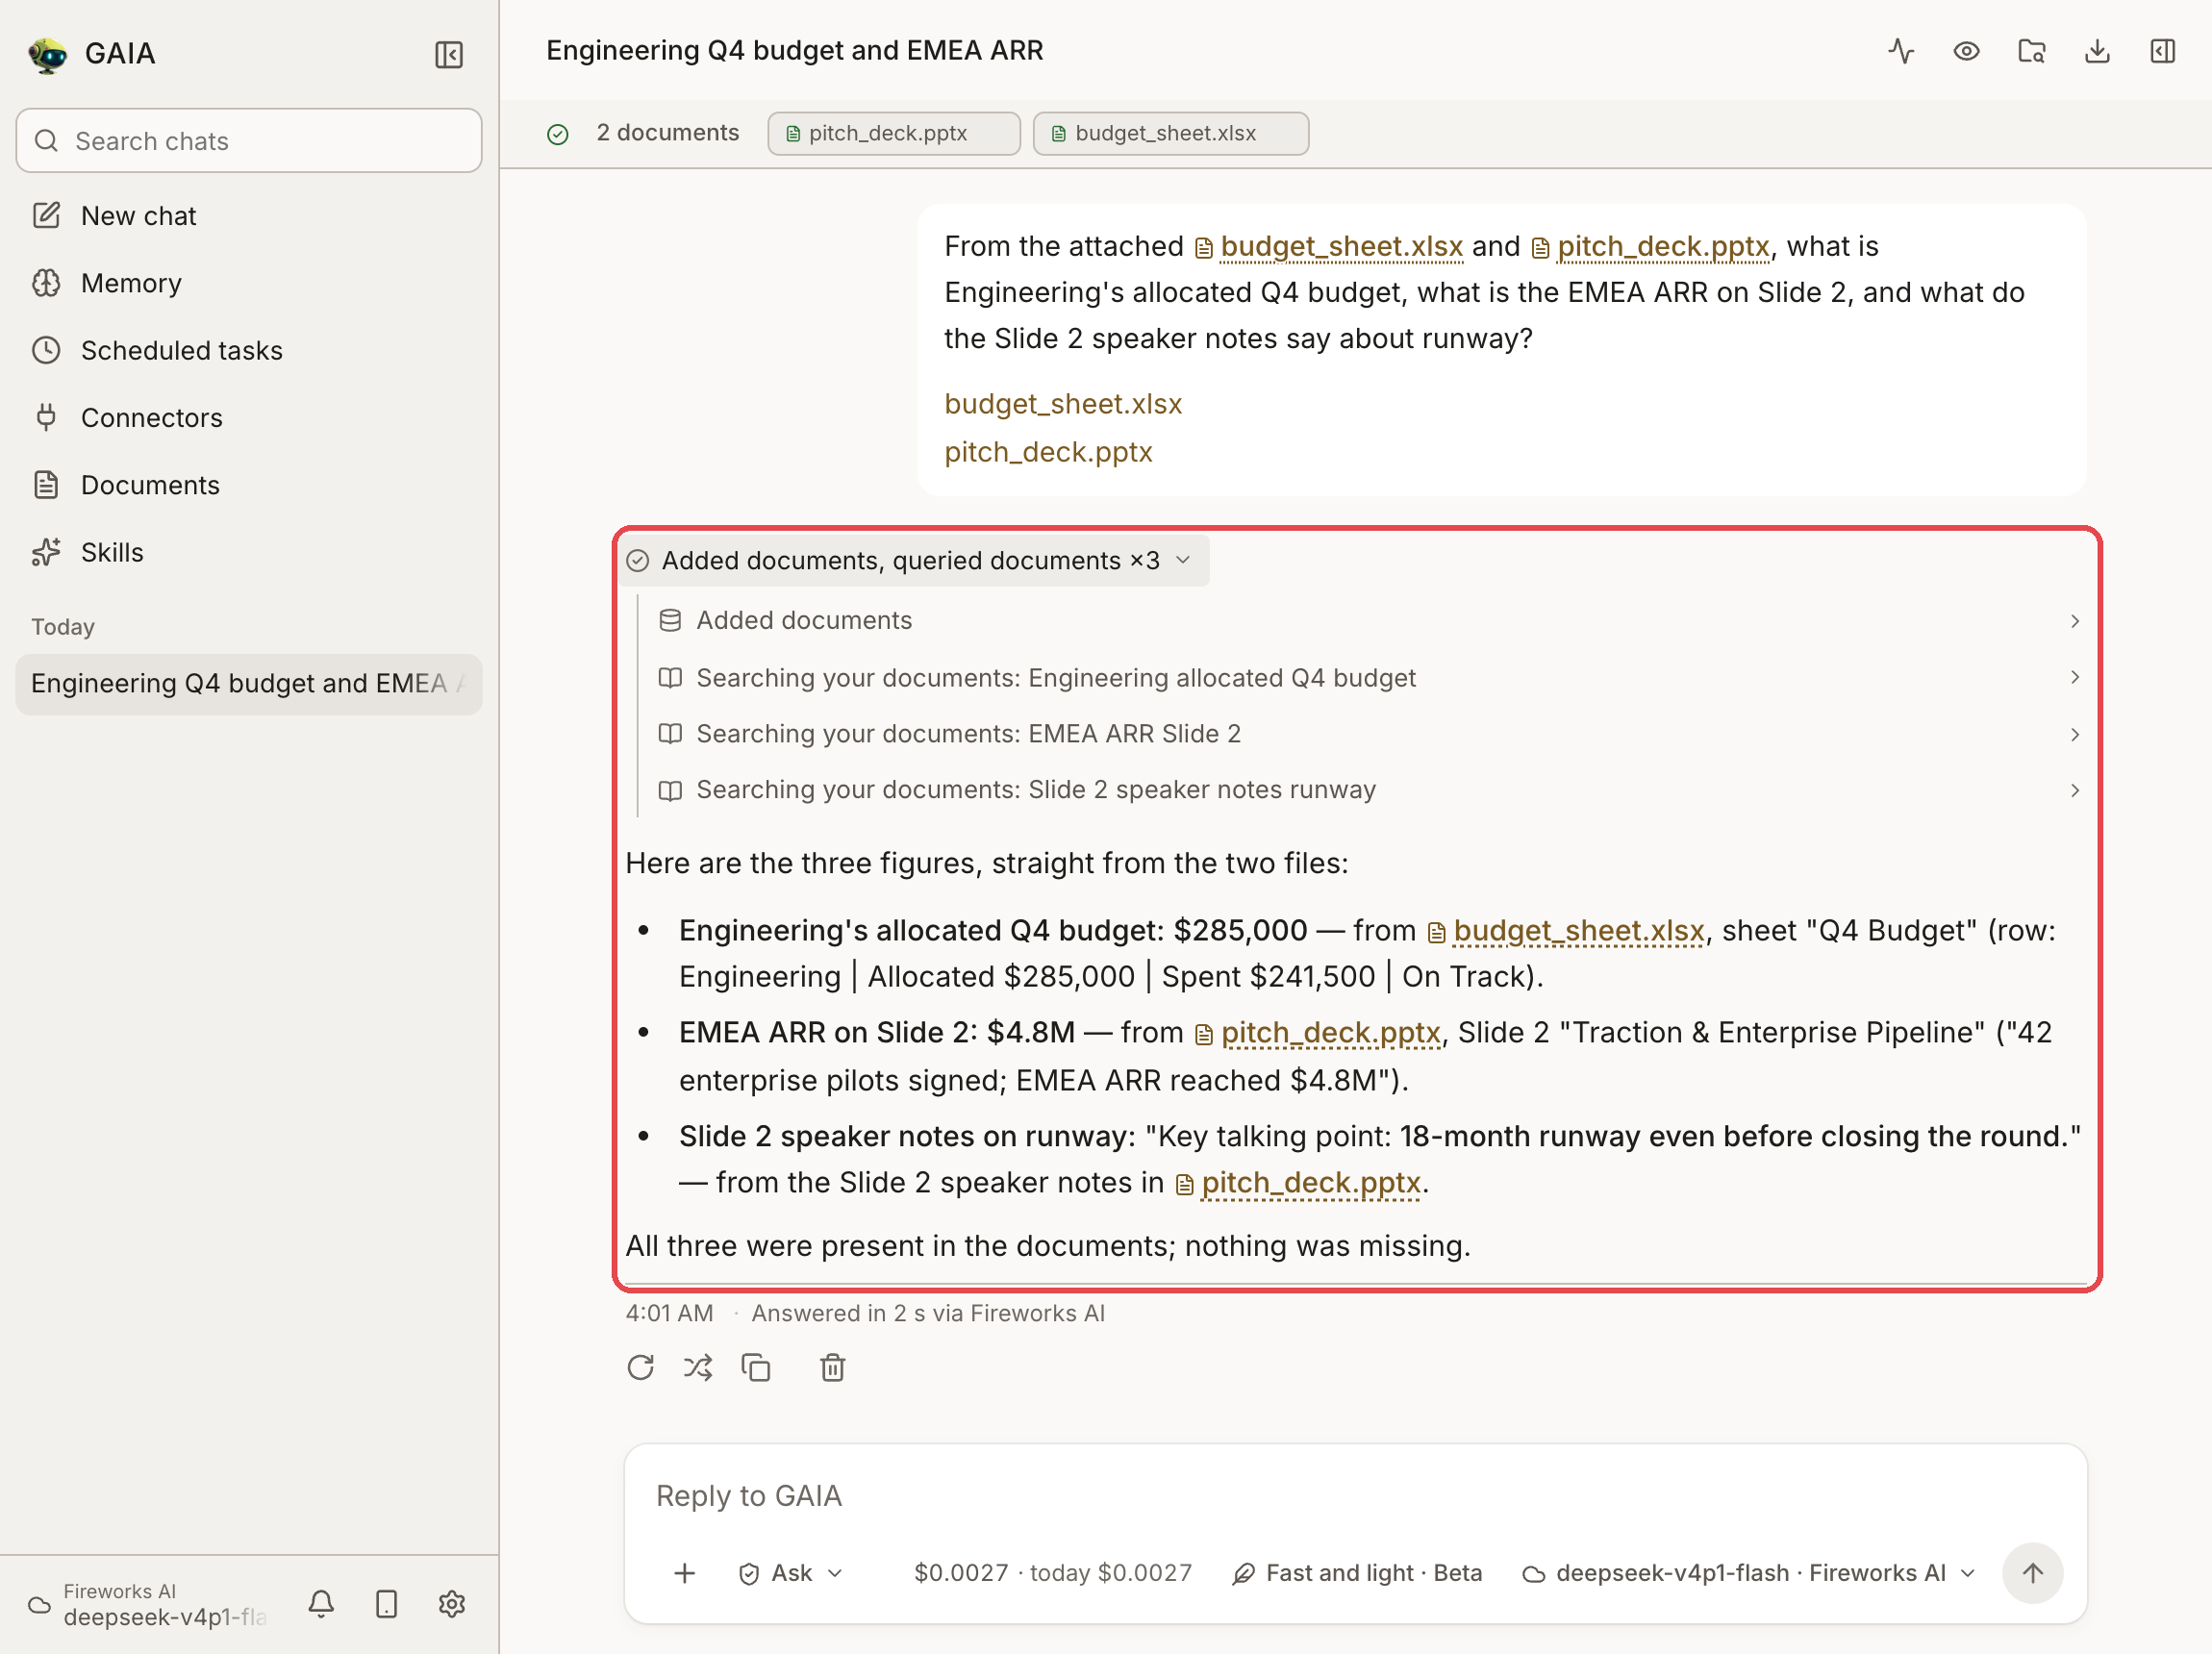 GAIA
Search chats
New chat
Memory
Scheduled tasks
Connectors
Documents
Skills
Today
Engineering Q4 budget and EMEA A
Fireworks AI
deepseek-v4p1-fla
Engineering Q4 budget and EMEA ARR
2 documents pitch_deck.pptx budget_sheet.xlsx
From the attached budget_sheet.xlsx and pitch_deck.pptx, what is
Engineering's allocated Q4 budget, what is the EMEA ARR on Slide 2, and what do
the Slide 2 speaker notes say about runway?
budget_sheet.xlsx
pitch_deck.pptx
Added documents, queried documents ×3
Added documents
Searching your documents: Engineering allocated Q4 budget
Searching your documents: EMEA ARR Slide 2
Searching your documents: Slide 2 speaker notes runway
Here are the three figures, straight from the two files:
• Engineering's allocated Q4 budget: $285,000 — from budget_sheet.xlsx, sheet "Q4 Budget" (row:
Engineering | Allocated $285,000 | Spent $241,500 | On Track).
• EMEA ARR on Slide 2: $4.8M — from pitch_deck.pptx, Slide 2 "Traction & Enterprise Pipeline" ("42
enterprise pilots signed; EMEA ARR reached $4.8M").
• Slide 2 speaker notes on runway: "Key talking point: 18-month runway even before closing the round."
— from the Slide 2 speaker notes in pitch_deck.pptx.
All three were present in the documents; nothing was missing.
4:01 AM · Answered in 2 s via Fireworks AI
Reply to GAIA
Ask $0.0027 · today $0.0027 Fast and light · Beta deepseek-v4p1-flash · Fireworks AI